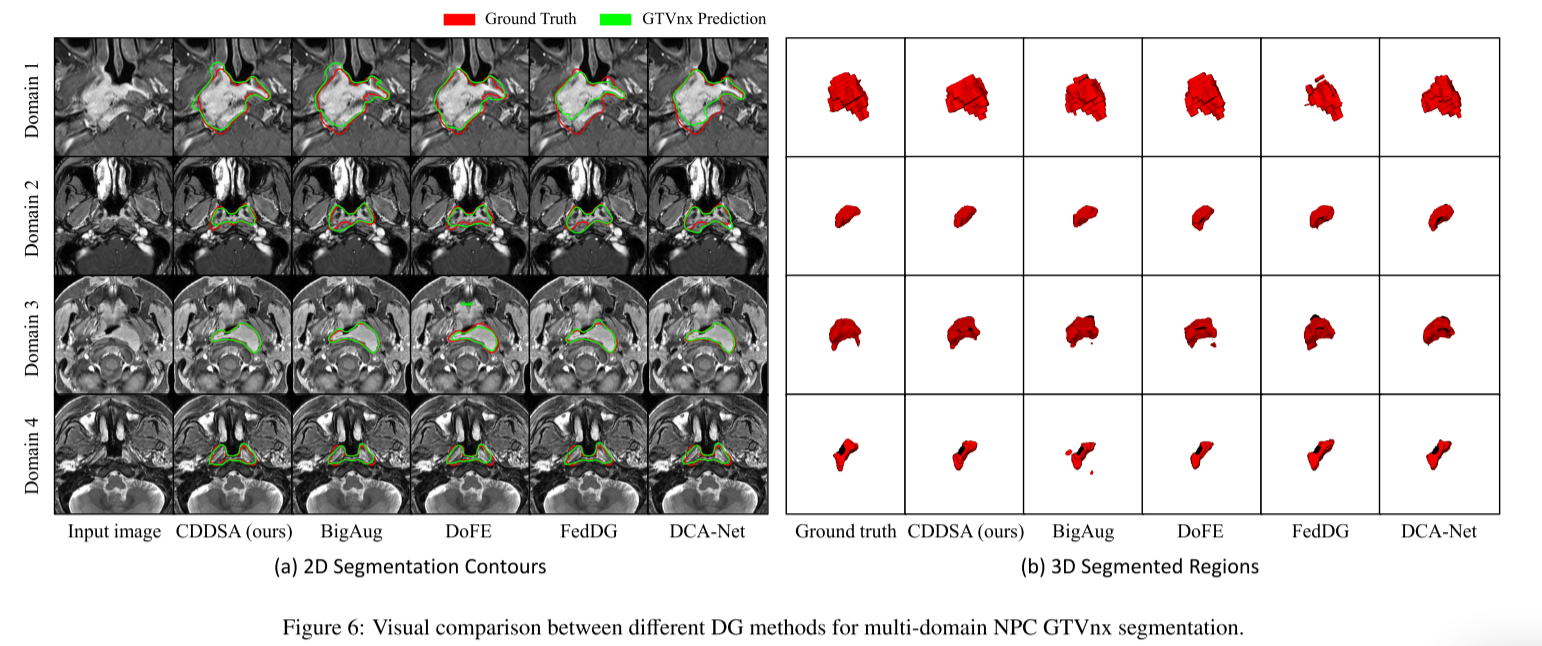 Ground Truth GTVnx Prediction
Domain 1
Domain 2
Domain 3
Domain 4
Input image CDDSA (ours) BigAug DoFE FedDG DCA-Net
Ground truth CDDSA (ours) BigAug DoFE FedDG DCA-Net
(a) 2D Segmentation Contours
(b) 3D Segmented Regions
Figure 6: Visual comparison between different DG methods for multi-domain NPC GTVnx segmentation.